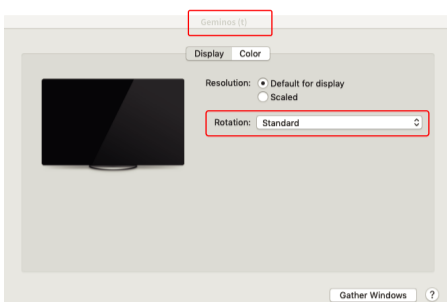 Geminos (t)
Display Color
Resolution: Default for display
Scaled
Rotation: Standard
Gather Windows ?